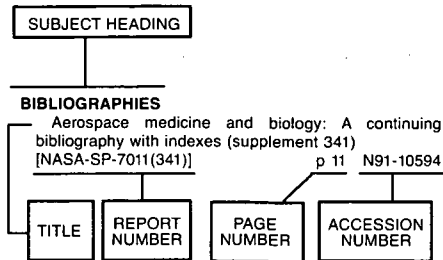 SUBJECT HEADING
BIBLIOGRAPHIES
Aerospace medicine and biology: A continuing
bibliography with indexes (supplement 341)
[NASA-SP-7011(341)] p 11 N91-10594
TITLE
REPORT
NUMBER
PAGE
NUMBER
ACCESSION
NUMBER